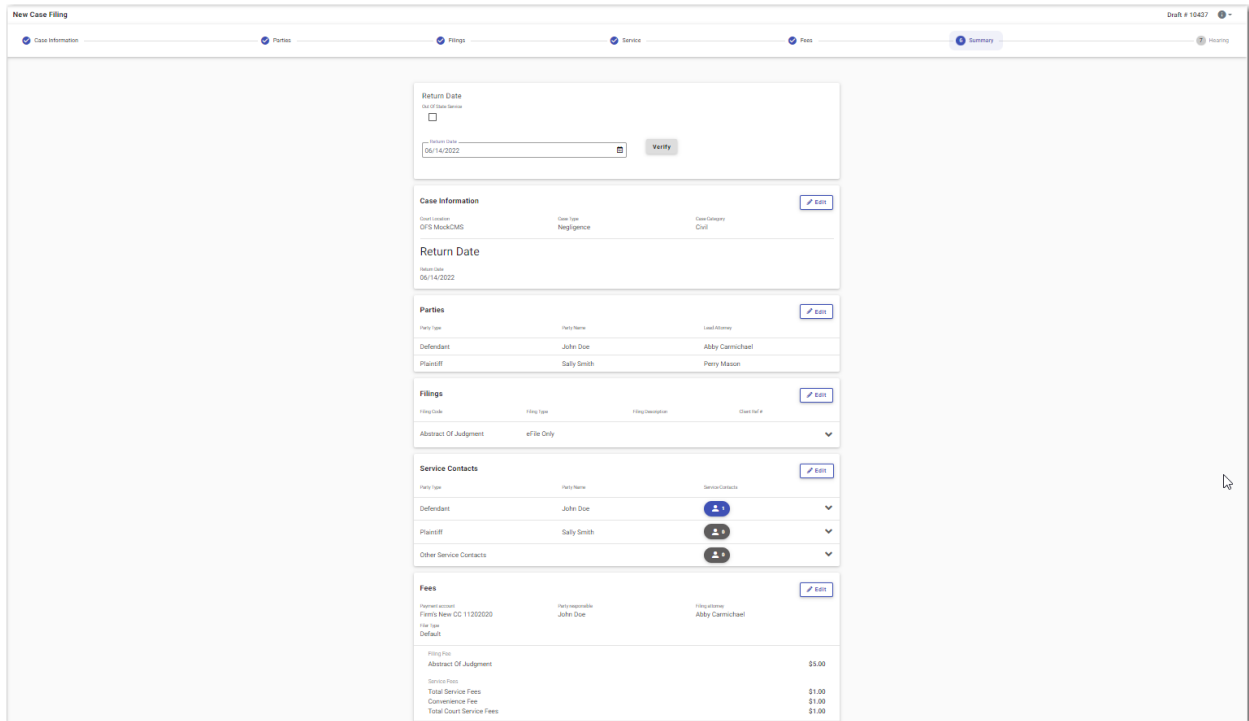 New Case Filing
Draft # 10437
Case Information
Parties
Filings
Service
Fees
6 Summary
7 Hearing
Return Date
Out Of State Service
Return Date
06/14/2022
Verify
Case Information
Edit
Court Location Case Type Case Category
OFS MockCMS Negligence Civil
Return Date
Return Date
06/14/2022
Parties
Edit
Party Type Party Name Lead Attorney
Defendant John Doe Abby Carmichael
Plaintiff Sally Smith Perry Mason
Filings
Edit
Filing Code Filing Type Filing Description Client Ref #
Abstract Of Judgment eFile Only
Service Contacts
Edit
Party Type Party Name Service Contacts
Defendant John Doe 1
Plaintiff Sally Smith 0
Other Service Contacts 0
Fees
Edit
Payment account Party responsible Filing attorney
Firm's New CC 11202020 John Doe Abby Carmichael
Filer Type
Default
Filing Fee
Abstract Of Judgment $5.00
Service Fees
Total Service Fees $1.00
Convenience Fee $1.00
Total Court Service Fees $1.00